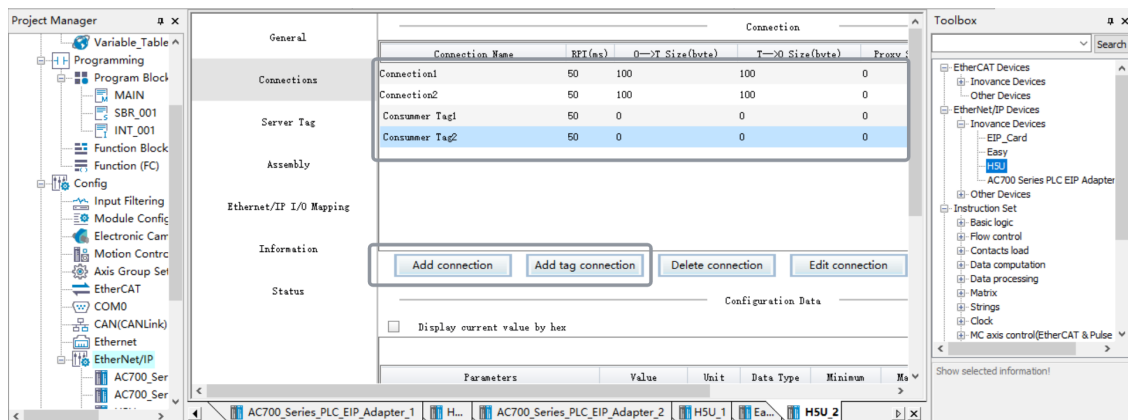 Project Manager
Variable_Table
Programming
Program Block
MAIN
SBR_001
INT_001
Function Block
Function (FC)
Config
Input Filtering
Module Config
Electronic Cam
Motion Contro
Axis Group Set
EtherCAT
COM0
CAN(CANLink)
Ethernet
EtherNet/IP
AC700_Ser
AC700_Ser
General
Connections
Server Tag
Assembly
Ethernet/IP I/O Mapping
Information
Status
Connection
Connection Name RPI(ms) O-->T Size(byte) T-->O Size(byte) Proxy S
Connection1 50 100 100 0
Connection2 50 100 100 0
Consummer Tag1 50 0 0 0
Consummer Tag2 50 0 0 0
Add connection Add tag connection Delete connection Edit connection
Configuration Data
Display current value by hex
Parameters Value Unit Data Type Mininum Ma
AC700_Series_PLC_EIP_Adapter_1 H... AC700_Series_PLC_EIP_Adapter_2 H5U_1 Ea... H5U_2
Toolbox
Search
EtherCAT Devices
Inovance Devices
Other Devices
EtherNet/IP Devices
Inovance Devices
EIP_Card
Easy
H5U
AC700 Series PLC EIP Adapter
Other Devices
Instruction Set
Basic logic
Flow control
Contacts load
Data computation
Data processing
Matrix
Strings
Clock
MC axis control(EtherCAT & Pulse
Show selected information!